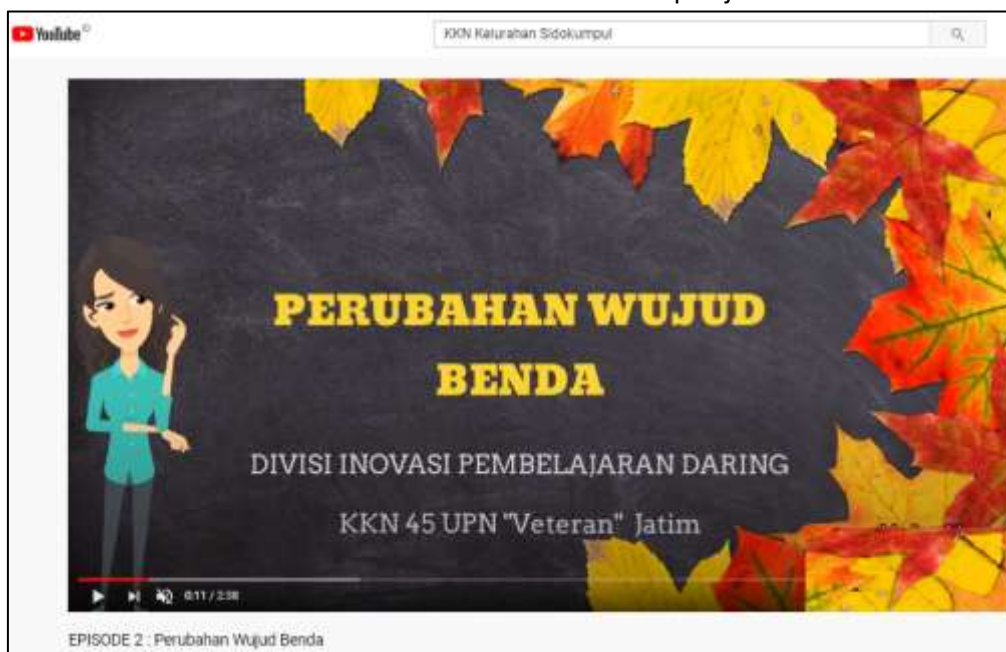 YouTube ID
KKN Kelurahan Sidokumpul
PERUBAHAN WUJUD
BENDA
DIVISI INOVASI PEMBELAJARAN DARING
KKN 45 UPN "Veteran" Jatim
0:11 / 2:38
EPISODE 2 : Perubahan Wujud Benda